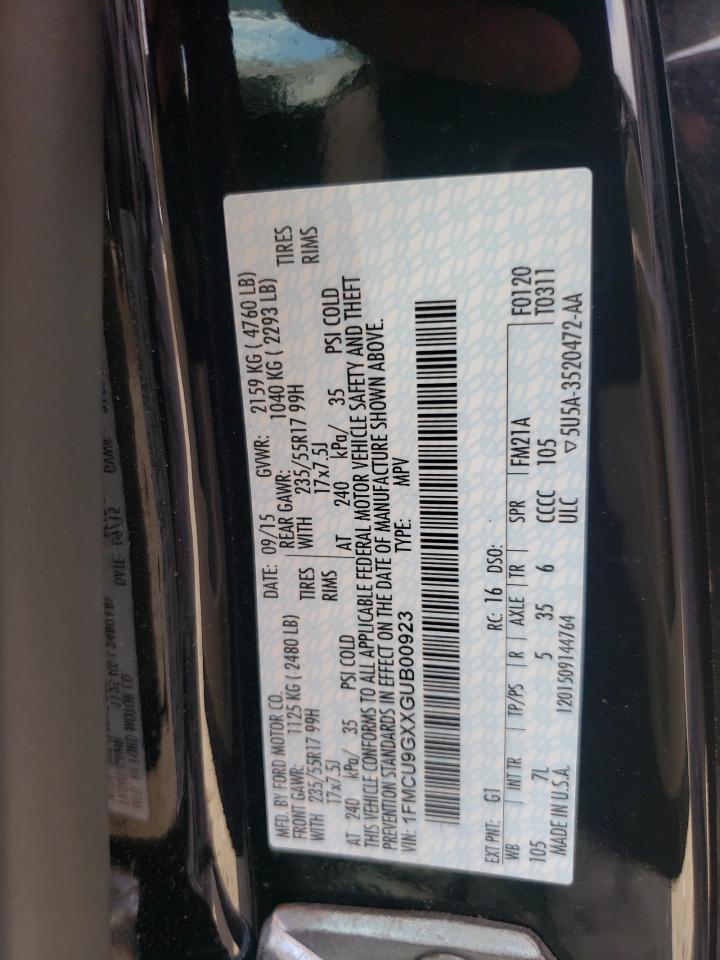 MFD. BY FORD MOTOR CO. DATE: 09/15 GVWR: 2159 KG ( 4760 LB)
FRONT GAWR: 1125 KG ( 2480 LB) REAR GAWR: 1040 KG ( 2293 LB)
WITH 235/55R17 99H TIRES WITH 235/55R17 99H TIRES
17x7.5J RIMS 17x7.5J RIMS
AT 240 kPa/ 35 PSI COLD AT 240 kPa/ 35 PSI COLD
THIS VEHICLE CONFORMS TO ALL APPLICABLE FEDERAL MOTOR VEHICLE SAFETY AND THEFT
PREVENTION STANDARDS IN EFFECT ON THE DATE OF MANUFACTURE SHOWN ABOVE.
VIN: 1FMCU9GXXGUB00923 TYPE: MPV
EXT PNT: G1 RC: 16 DSO:
WB INT TR TP/PS R AXLE TR SPR FM21A F0120
105 7L 5 35 6 CCCC 105 T0311
MADE IN U.S.A. 1201509144764 ULC ▽5U5A-3520472-AA